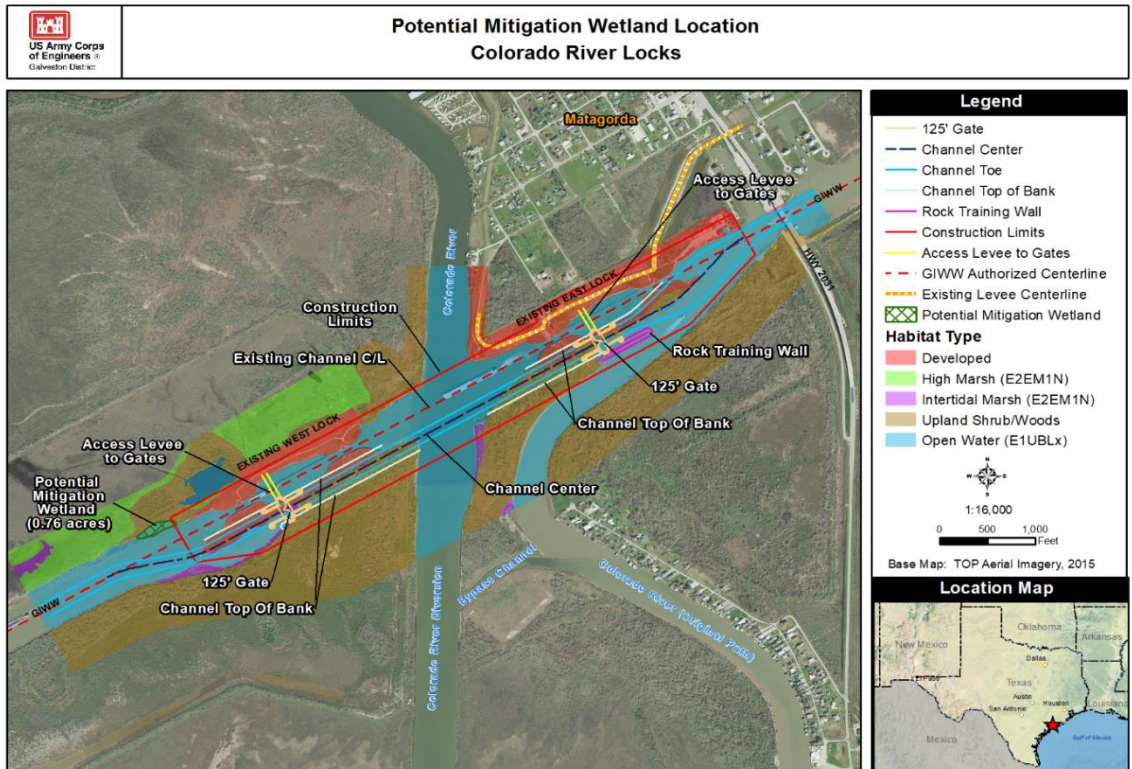 US Army Corps
of Engineers ®
Galveston District
Potential Mitigation Wetland Location
Colorado River Locks
Matagorda
Access Levee
to Gates
GIWW
HWY 2031
Colorado River
EXISTING EAST LOCK
Construction
Limits
Existing Channel C/L
Rock Training Wall
125' Gate
Channel Top of Bank
EXISTING WEST LOCK
Access Levee
to Gates
Potential
Mitigation
Wetland
(0.76 acres)
Channel Center
125' Gate
Channel Top Of Bank
GIWW
Bypass Channel
Colorado River (Original Path)
Colorado River Diversion
Legend
125' Gate
Channel Center
Channel Toe
Channel Top of Bank
Rock Training Wall
Construction Limits
Access Levee to Gates
GIWW Authorized Centerline
Existing Levee Centerline
Potential Mitigation Wetland
Habitat Type
Developed
High Marsh (E2EM1N)
Intertidal Marsh (E2EM1N)
Upland Shrub/Woods
Open Water (E1UBLx)
N
W E
S
1:16,000
0 500 1,000
Feet
Base Map: TOP Aerial Imagery, 2015
Location Map
Oklahoma
Arkansas
New Mexico
Dallas
El Paso
Texas
Austin
Houston
Louisiana
San Antonio
Mexico
Gulf of Mexico